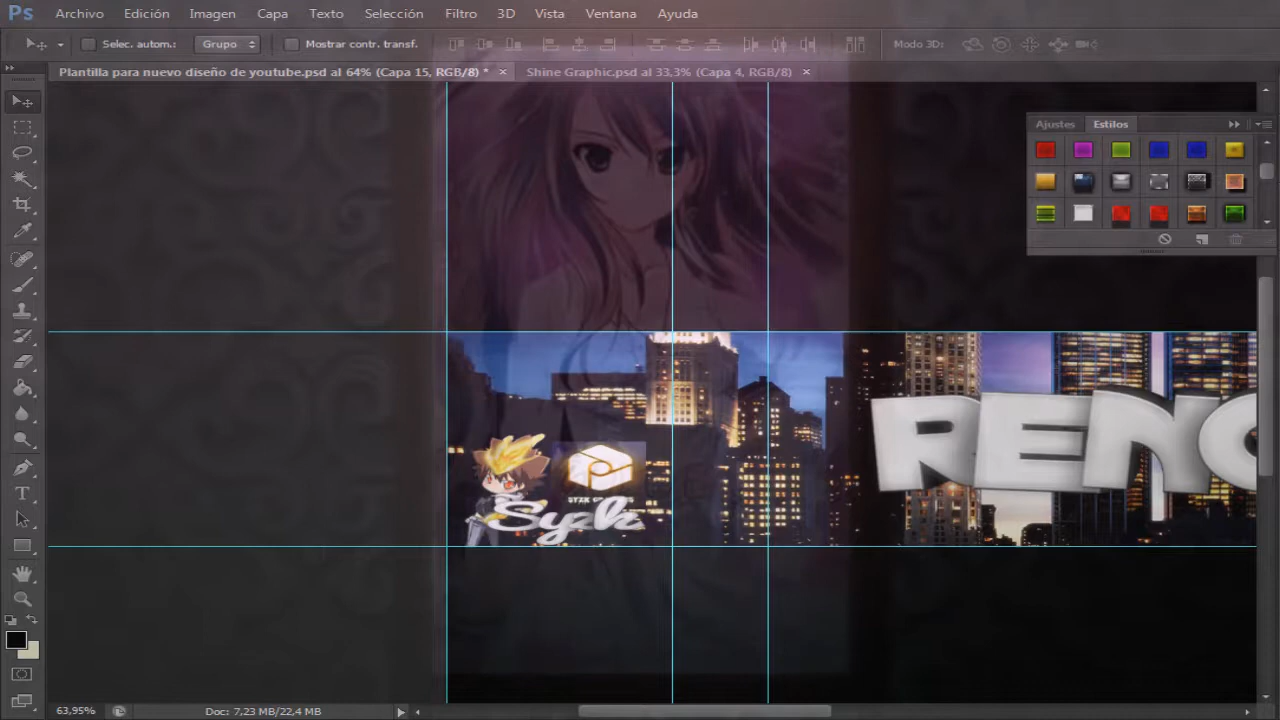 Ps Archivo Edición Imagen Capa Texto Selección Filtro 3D Vista Ventana Ayuda
Selec. autom.: Grupo Mostrar contr. transf. Modo 3D:
Plantilla para nuevo diseño de youtube.psd al 64% (Capa 15, RGB/8) * × Shine Graphic.psd al 33,3% (Capa 4, RGB/8) ×
Ajustes Estilos
RENO
Syzk
63,95% Doc: 7,23 MB/22,4 MB